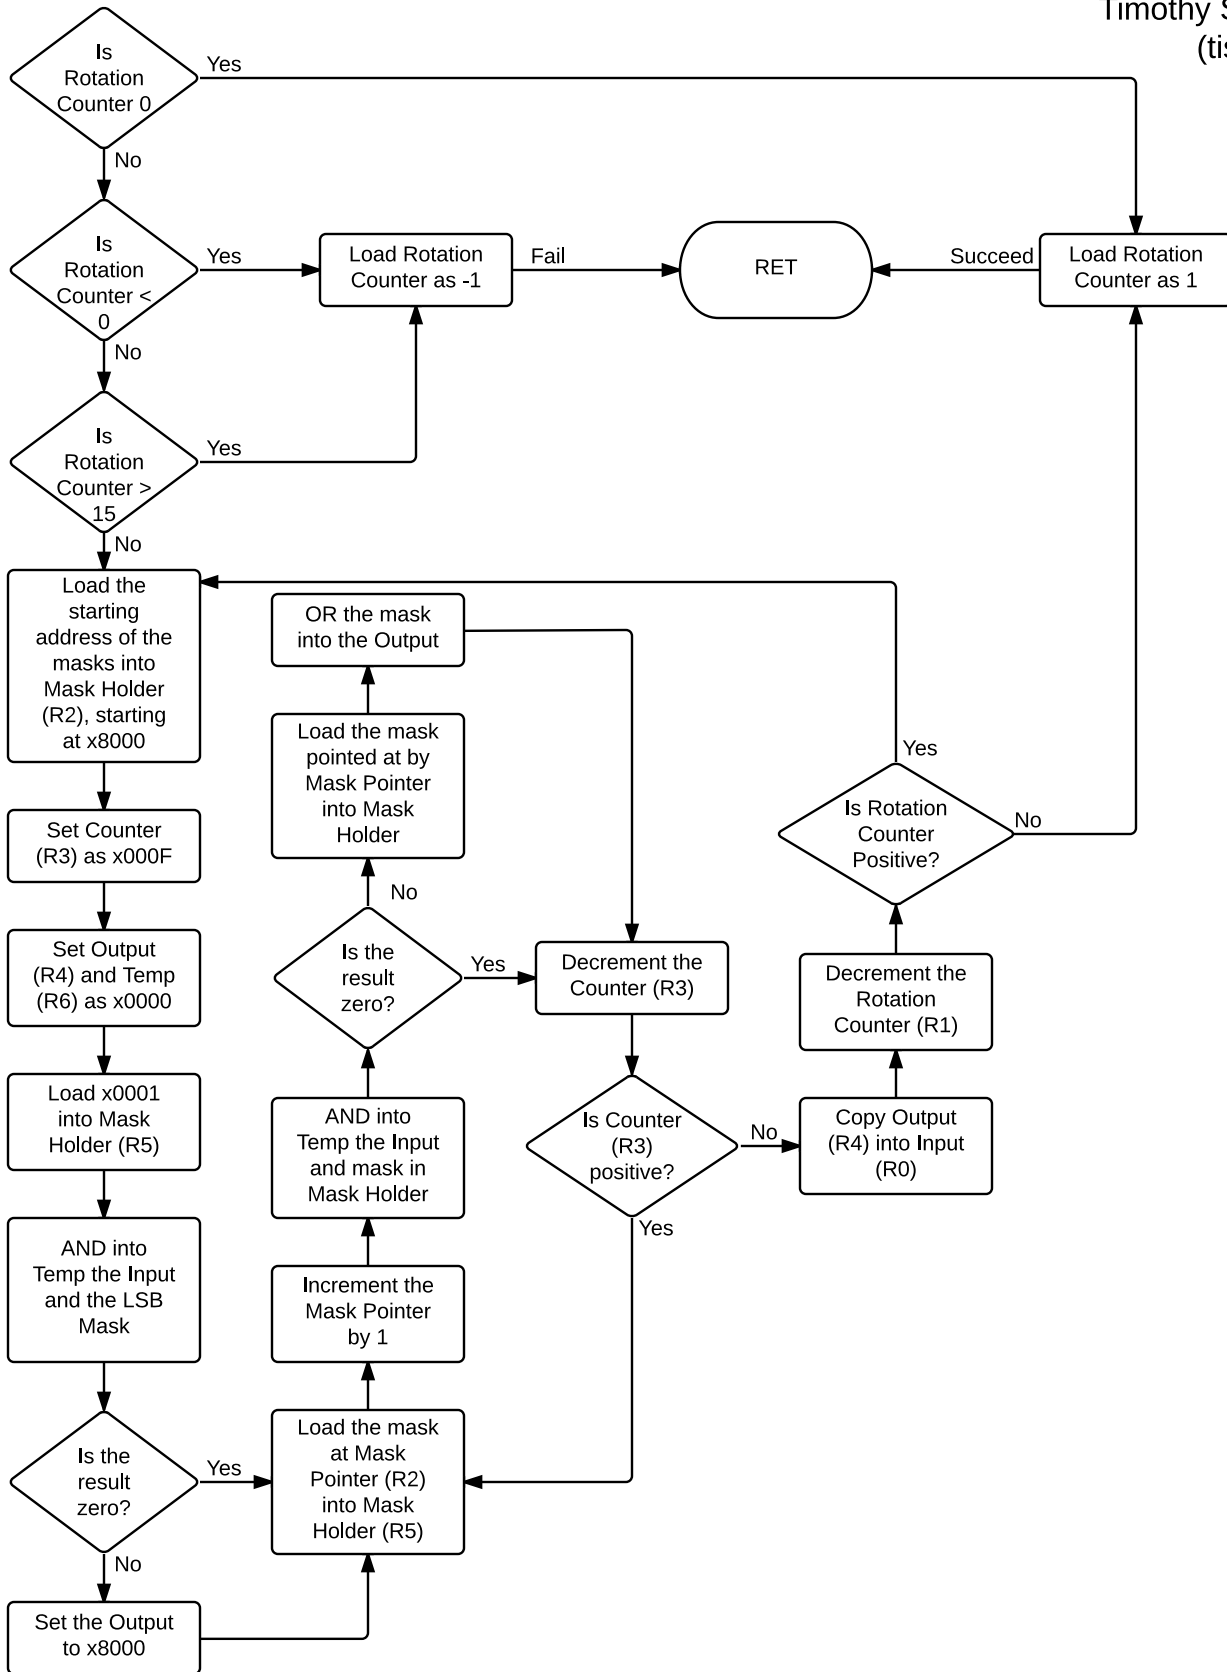 Timothy
(tis
Is
Rotation
Counter 0
Yes
No
Is
Rotation
Counter <
0
Yes
No
Load Rotation
Counter as -1
Fail
RET
Succeed
Load Rotation
Counter as 1
Is
Rotation
Counter >
15
Yes
No
Load the
starting
address of the
masks into
Mask Holder
(R2), starting
at x8000
Set Counter
(R3) as x000F
Set Output
(R4) and Temp
(R6) as x0000
Load x0001
into Mask
Holder (R5)
AND into
Temp the Input
and the LSB
Mask
Is the
result
zero?
Yes
No
Set the Output
to x8000
Load the mask
at Mask
Pointer (R2)
into Mask
Holder (R5)
Increment the
Mask Pointer
by 1
AND into
Temp the Input
and mask in
Mask Holder
Is the
result
zero?
Yes
No
Load the mask
pointed at by
Mask Pointer
into Mask
Holder
OR the mask
into the Output
Decrement the
Counter (R3)
Is Counter
(R3)
positive?
No
Yes
Copy Output
(R4) into Input
(R0)
Decrement the
Rotation
Counter (R1)
Is Rotation
Counter
Positive?
Yes
No